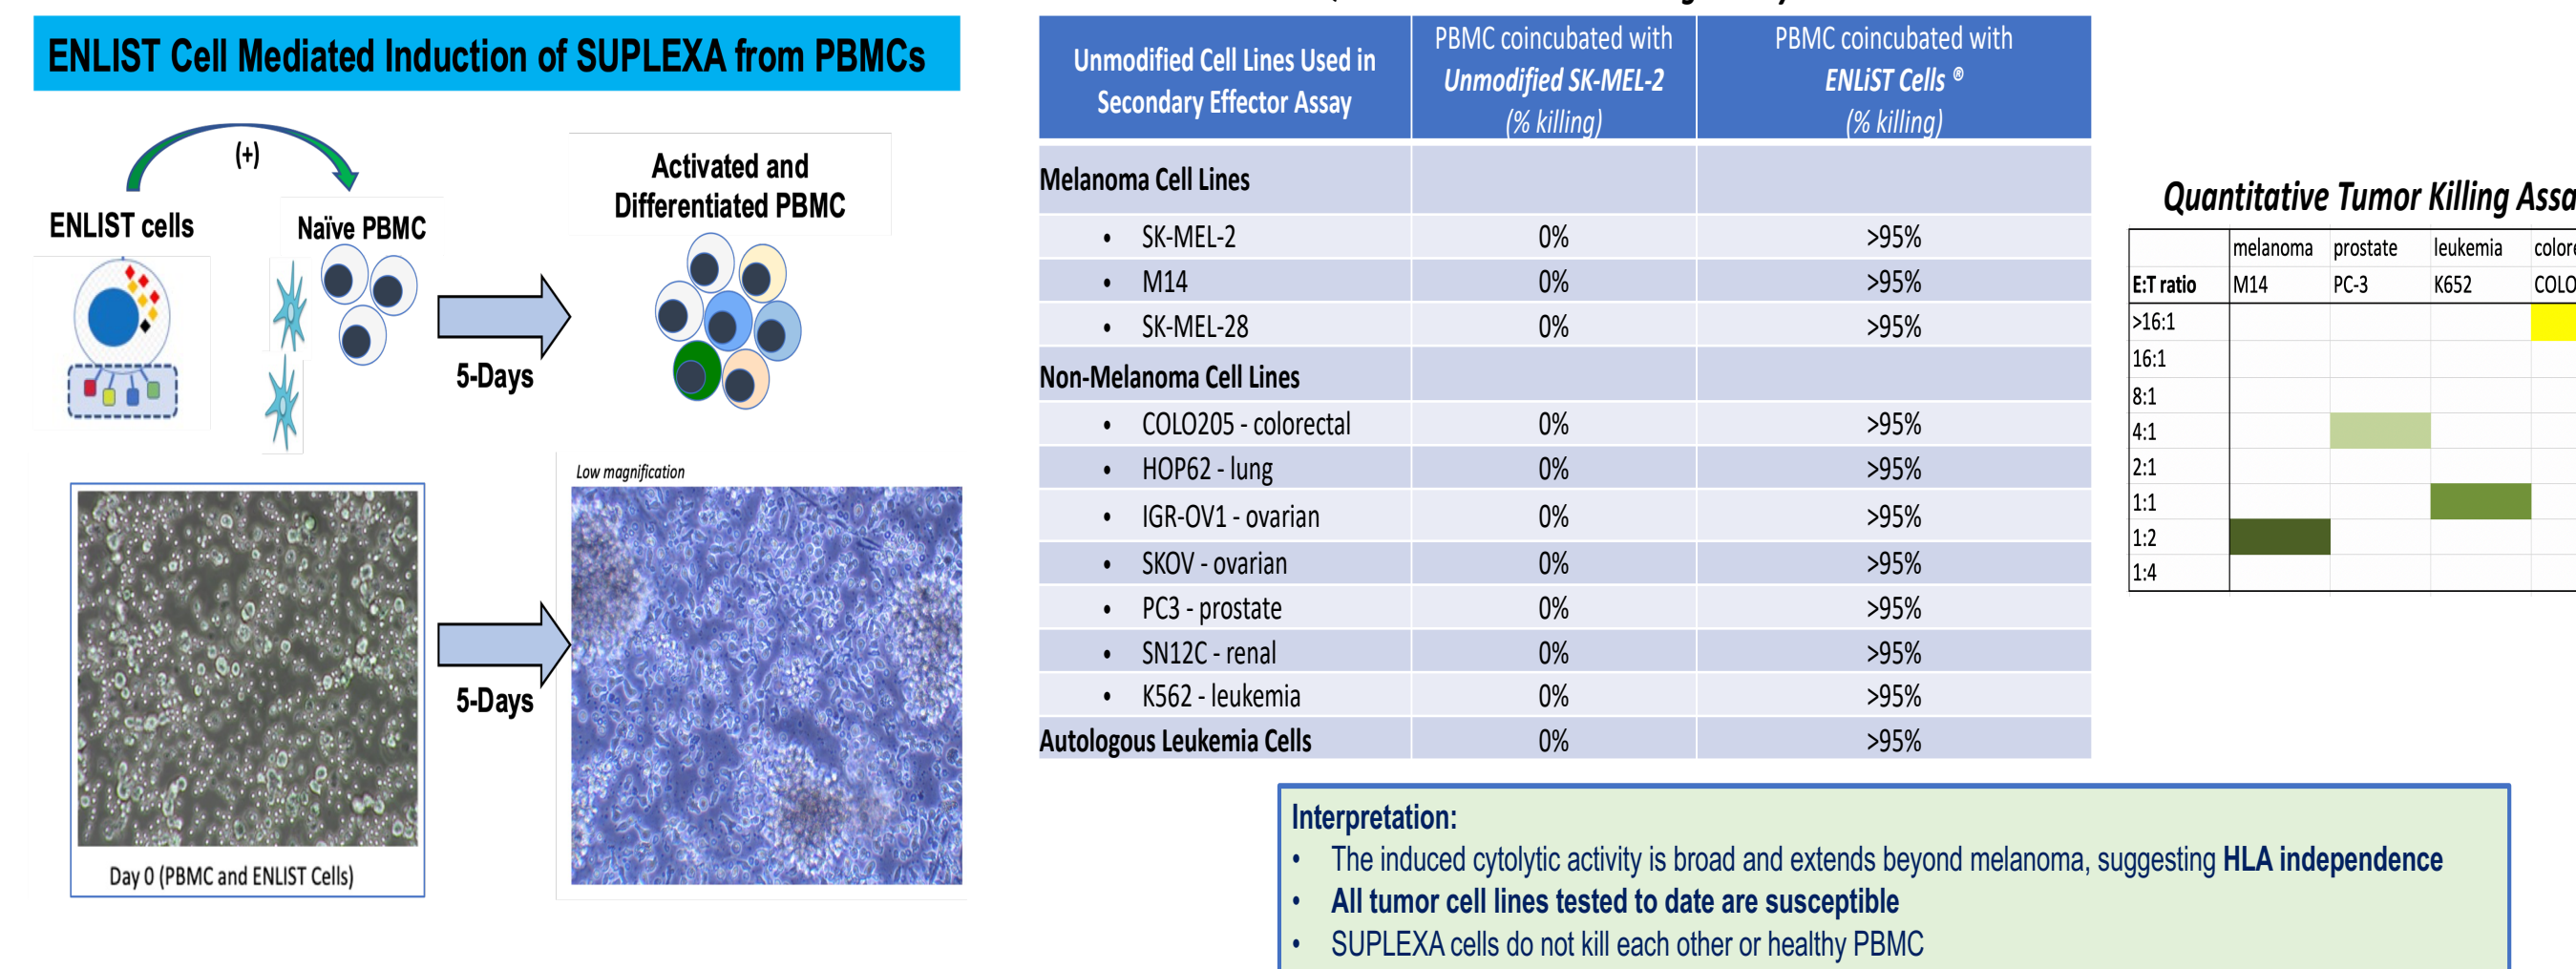 ENLIST Cell Mediated Induction of SUPLEXA from PBMCs
(+)
ENLIST cells
Naïve PBMC
Activated and
Differentiated PBMC
5-Days
Low magnification
5-Days
Day 0 (PBMC and ENLIST Cells)
Unmodified Cell Lines Used in Secondary Effector Assay PBMC coincubated with Unmodified SK-MEL-2 (% killing) PBMC coincubated with ENLiST Cells ® (% killing)
Melanoma Cell Lines
• SK-MEL-2 0% >95%
• M14 0% >95%
• SK-MEL-28 0% >95%
Non-Melanoma Cell Lines
• COLO205 - colorectal 0% >95%
• HOP62 - lung 0% >95%
• IGR-OV1 - ovarian 0% >95%
• SKOV - ovarian 0% >95%
• PC3 - prostate 0% >95%
• SN12C - renal 0% >95%
• K562 - leukemia 0% >95%
Autologous Leukemia Cells 0% >95%
Quantitative Tumor Killing Assa
melanoma prostate leukemia colore
E:T ratio M14 PC-3 K652 COLO
>16:1
16:1
8:1
4:1
2:1
1:1
1:2
1:4
Interpretation:
• The induced cytolytic activity is broad and extends beyond melanoma, suggesting HLA independence
• All tumor cell lines tested to date are susceptible
• SUPLEXA cells do not kill each other or healthy PBMC